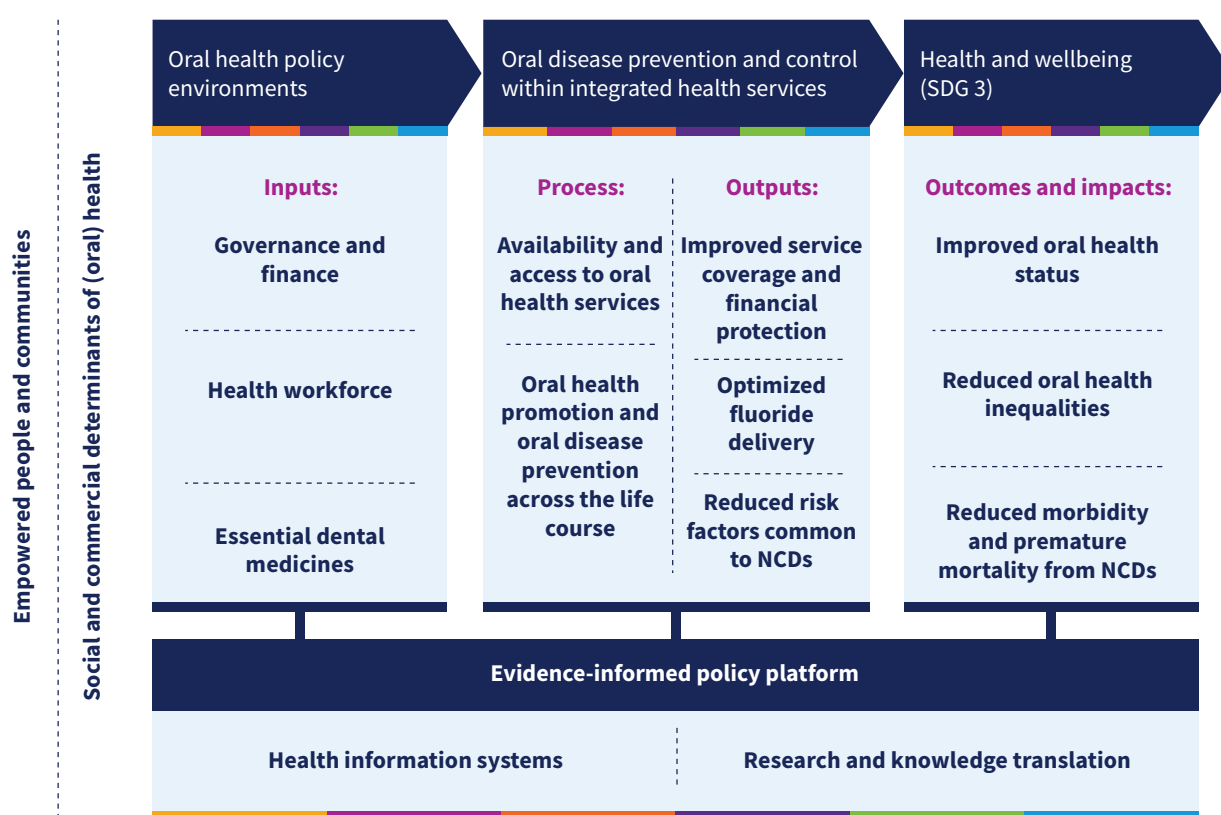 Empowered people and communities
Social and commercial determinants of (oral) health
Oral health policy
environments
Inputs:
Governance and
finance
Health workforce
Essential dental
medicines
Oral disease prevention and control
within integrated health services
Process:
Availability and
access to oral
health services
Oral health
promotion and
oral disease
prevention
across the life
course
Outputs:
Improved service
coverage and
financial
protection
Optimized
fluoride
delivery
Reduced risk
factors common
to NCDs
Health and wellbeing
(SDG 3)
Outcomes and impacts:
Improved oral health
status
Reduced oral health
inequalities
Reduced morbidity
and premature
mortality from NCDs
Evidence-informed policy platform
Health information systems
Research and knowledge translation